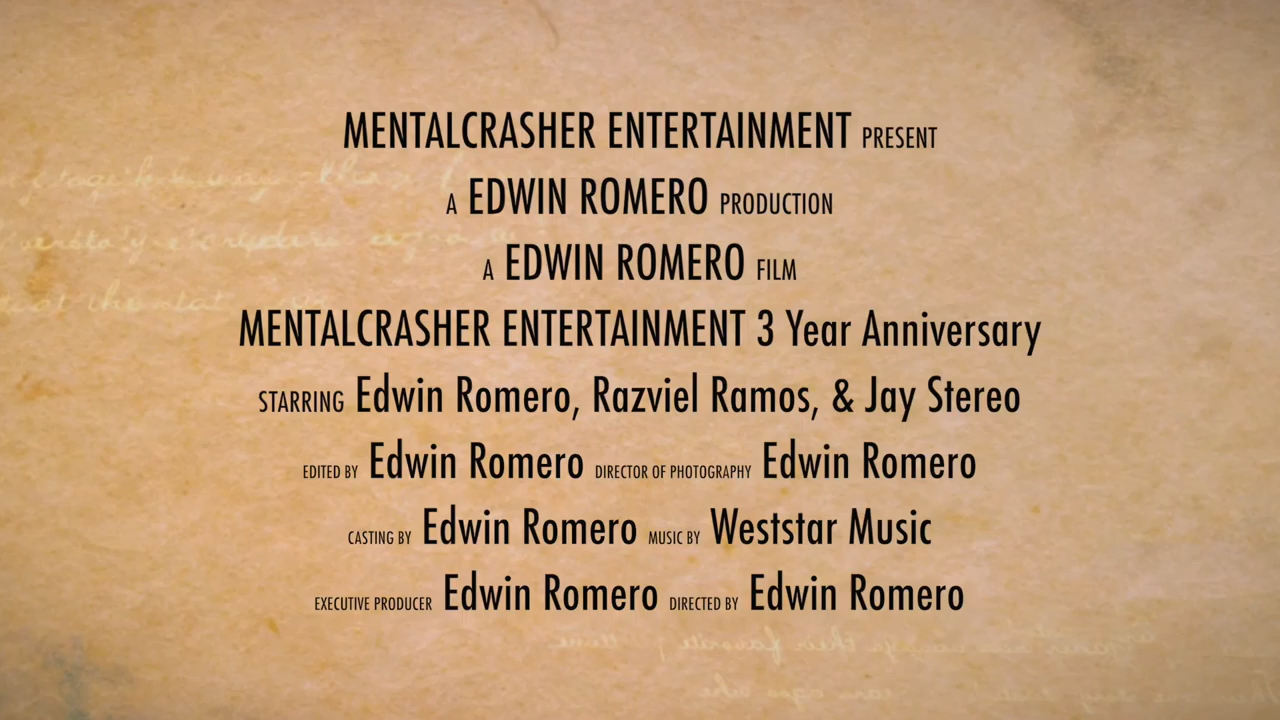 MENTALCRASHER ENTERTAINMENT PRESENT
A EDWIN ROMERO PRODUCTION
A EDWIN ROMERO FILM
MENTALCRASHER ENTERTAINMENT 3 Year Anniversary
STARRING Edwin Romero, Razviel Ramos, & Jay Stereo
EDITED BY Edwin Romero DIRECTOR OF PHOTOGRAPHY Edwin Romero
CASTING BY Edwin Romero MUSIC BY Weststar Music
EXECUTIVE PRODUCER Edwin Romero DIRECTED BY Edwin Romero